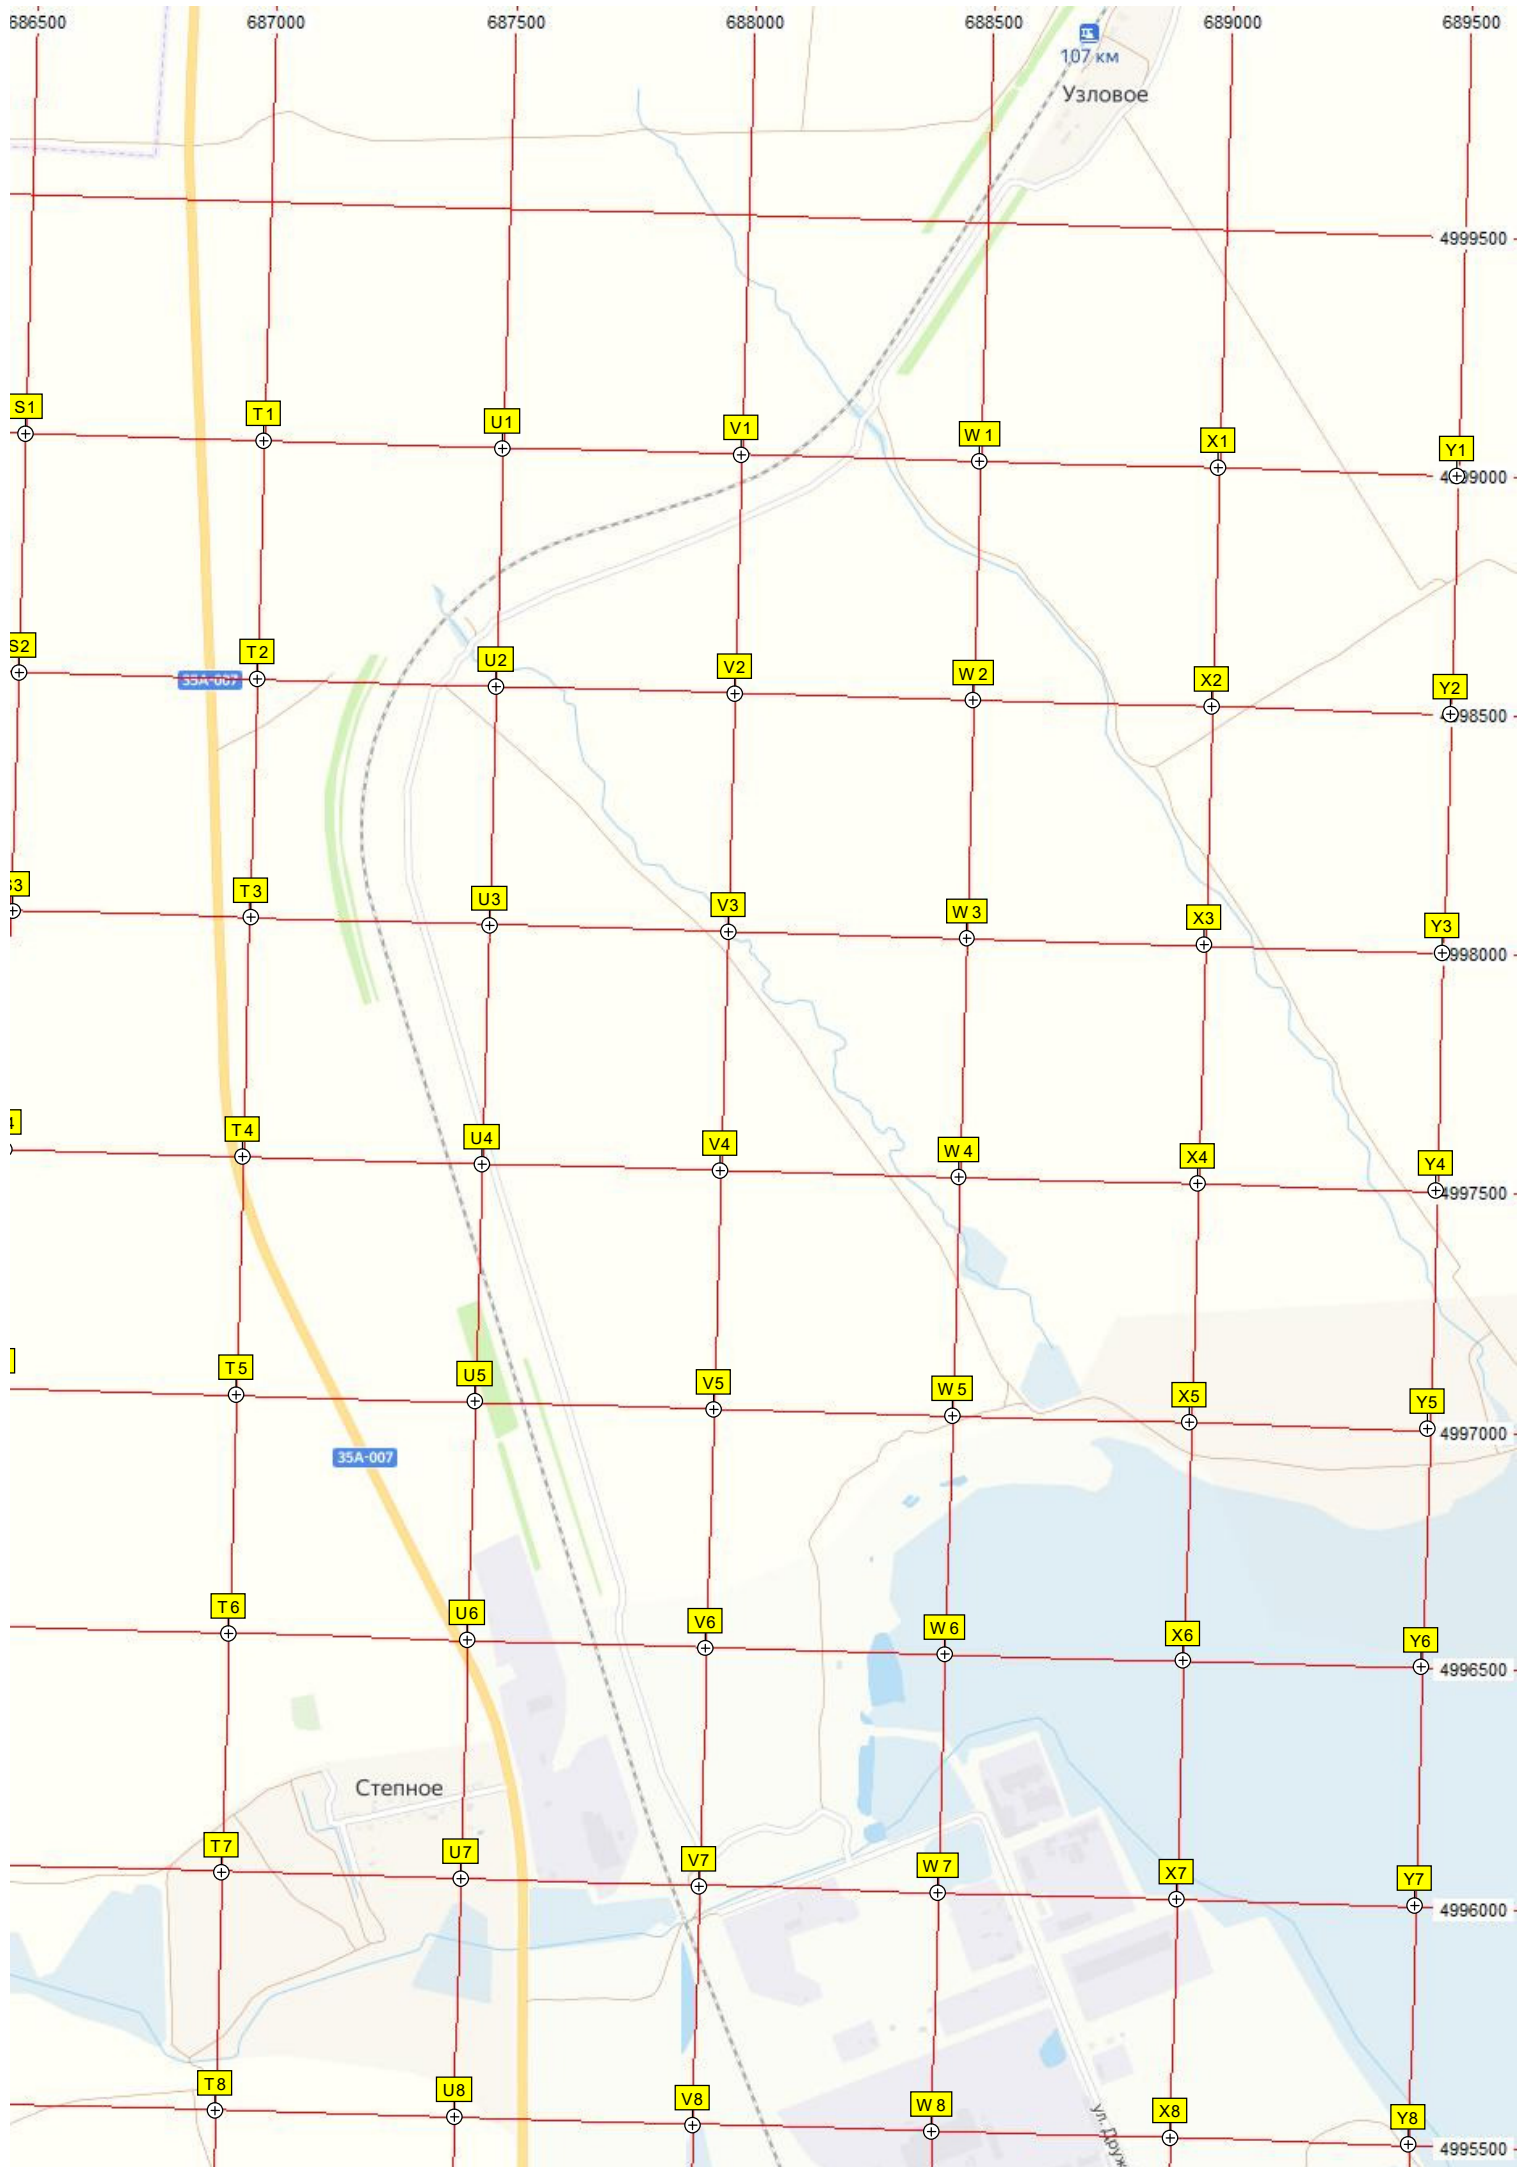 686500 687000 687500 688000 688500 689000 689500
107 км
Узловое
4999500
S1 T1 U1 V1 W1 X1 Y1
4999000
S2 T2 U2 V2 W2 X2 Y2
35А-007
4998500
S3 T3 U3 V3 W3 X3 Y3
4998000
4 T4 U4 V4 W4 X4 Y4
4997500
T5 U5 V5 W5 X5 Y5
4997000
35А-007
T6 U6 V6 W6 X6 Y6
4996500
Степное
T7 U7 V7 W7 X7 Y7
4996000
T8 U8 V8 W8 X8 Y8
ул. Друж
4995500